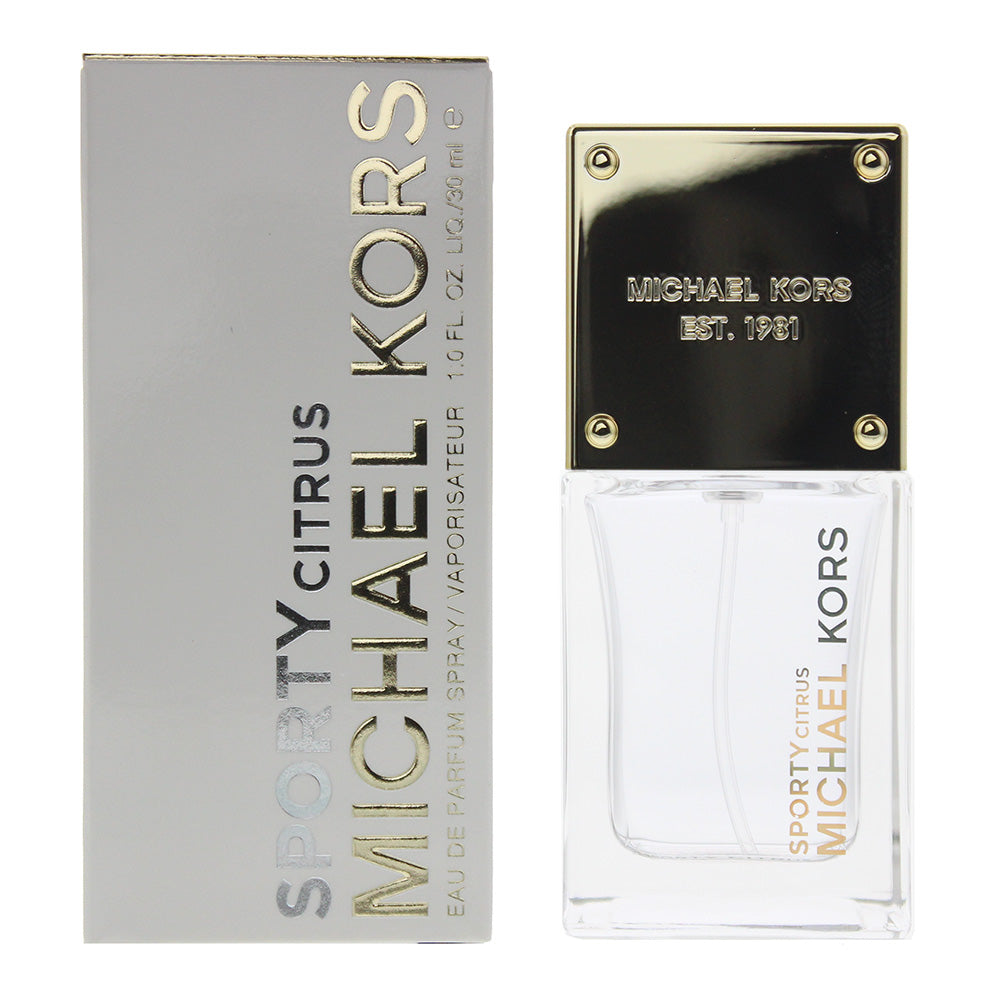 SPORTY CITRUS
MICHAEL KORS
EAU DE PARFUM SPRAY / VAPORISATEUR 1.0 FL. OZ. LIQ./30 ml e
MICHAEL KORS
EST. 1981
SPORTY CITRUS
MICHAEL KORS